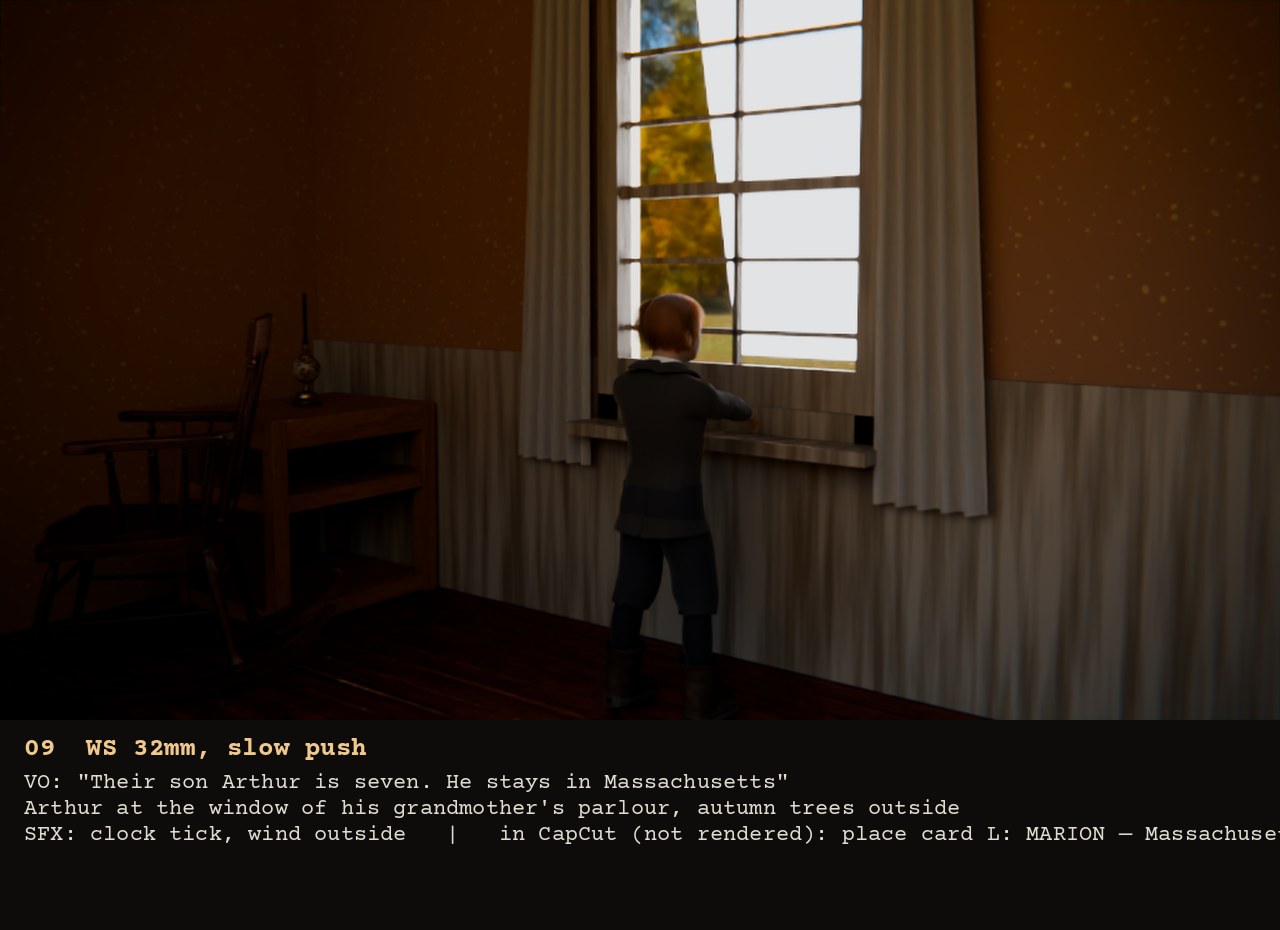 09  WS 32mm, slow push
VO: "Their son Arthur is seven. He stays in Massachusetts"
Arthur at the window of his grandmother's parlour, autumn trees outside
SFX: clock tick, wind outside   |   in CapCut (not rendered): place card L: MARION — Massachuse